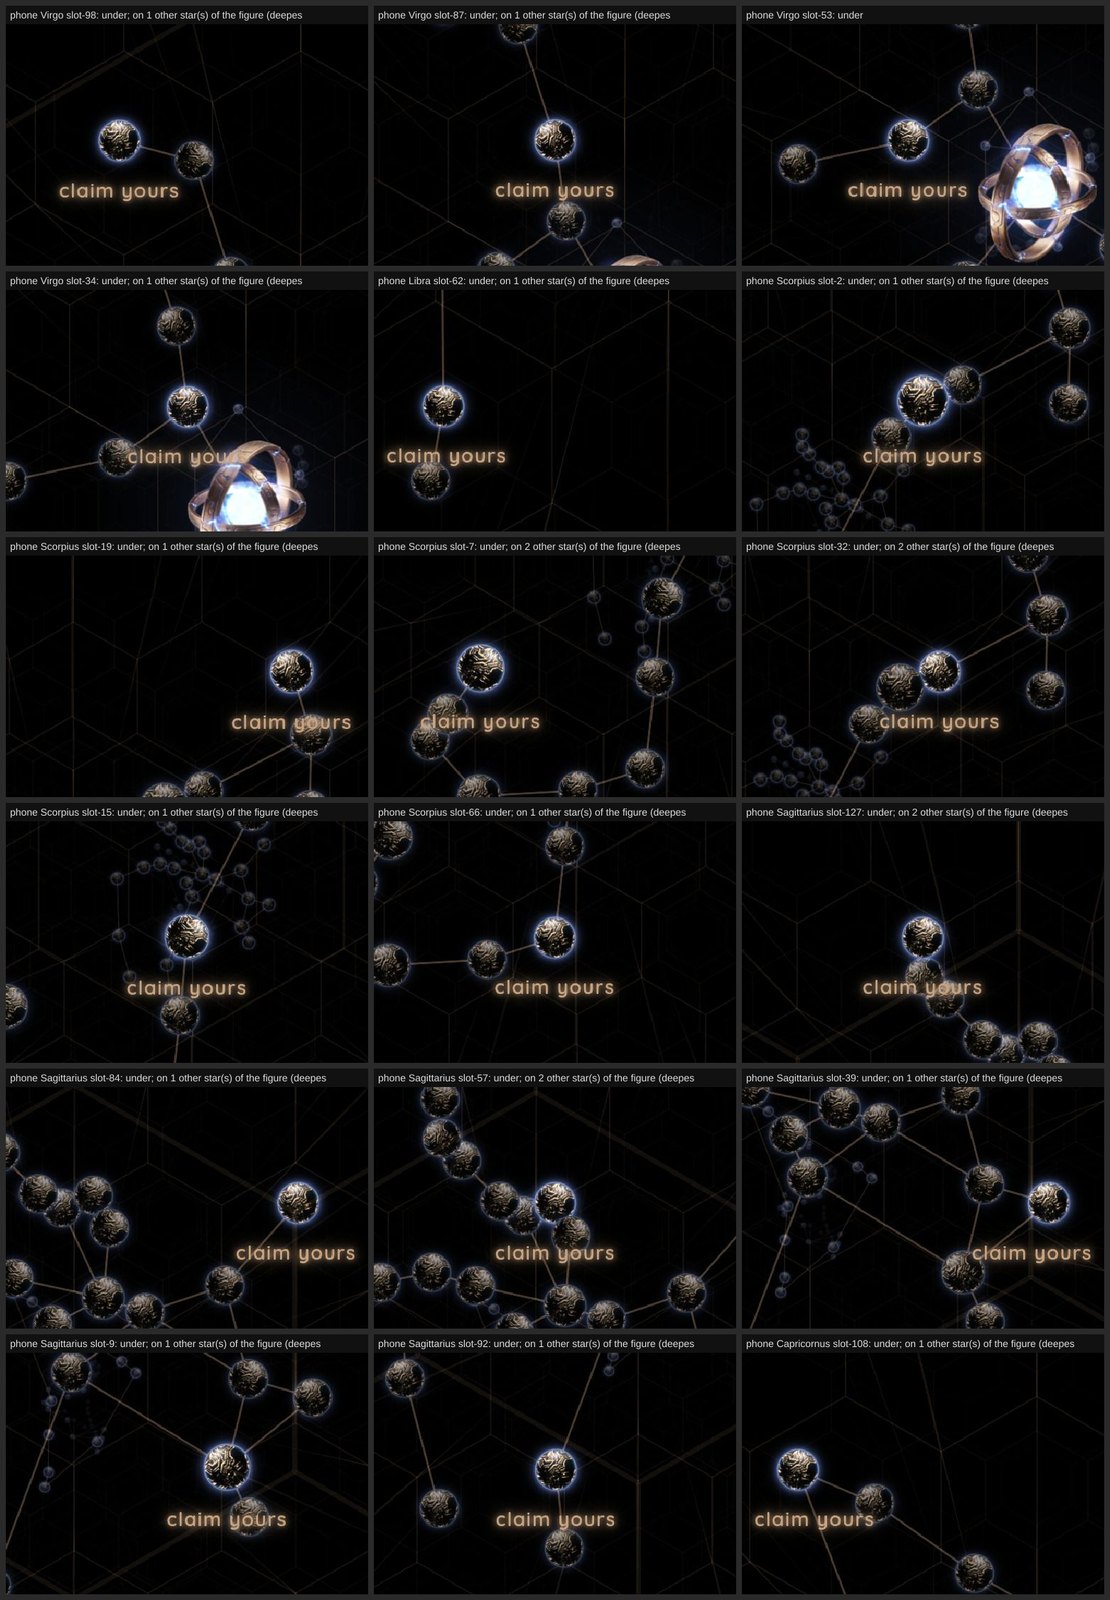 phone Virgo slot-98: under; on 1 other star(s) of the figure (deepes
claim yours
phone Virgo slot-87: under; on 1 other star(s) of the figure (deepes
claim yours
phone Virgo slot-53: under
claim yours
phone Virgo slot-34: under; on 1 other star(s) of the figure (deepes
claim yours
phone Libra slot-62: under; on 1 other star(s) of the figure (deepes
claim yours
phone Scorpius slot-2: under; on 1 other star(s) of the figure (deepes
claim yours
phone Scorpius slot-19: under; on 1 other star(s) of the figure (deepes
claim yours
phone Scorpius slot-7: under; on 2 other star(s) of the figure (deepes
claim yours
phone Scorpius slot-32: under; on 2 other star(s) of the figure (deepes
claim yours
phone Scorpius slot-15: under; on 1 other star(s) of the figure (deepes
claim yours
phone Scorpius slot-66: under; on 1 other star(s) of the figure (deepes
claim yours
phone Sagittarius slot-127: under; on 2 other star(s) of the figure (deepes
claim yours
phone Sagittarius slot-84: under; on 1 other star(s) of the figure (deepes
claim yours
phone Sagittarius slot-57: under; on 2 other star(s) of the figure (deepes
claim yours
phone Sagittarius slot-39: under; on 1 other star(s) of the figure (deepes
claim yours
phone Sagittarius slot-9: under; on 1 other star(s) of the figure (deepes
claim yours
phone Sagittarius slot-92: under; on 1 other star(s) of the figure (deepes
claim yours
phone Capricornus slot-108: under; on 1 other star(s) of the figure (deepes
claim yours